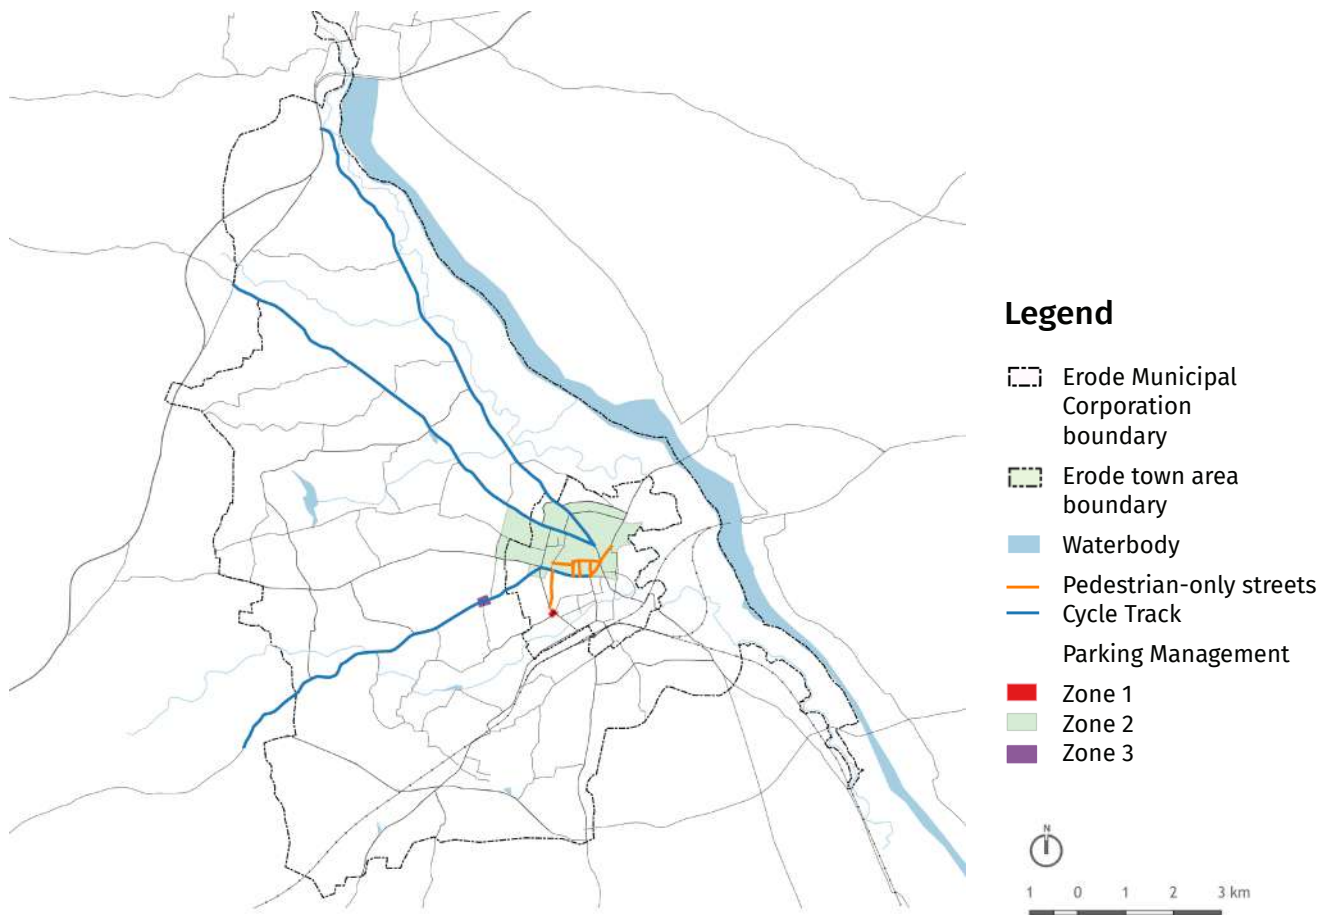 Legend
Erode Municipal
Corporation
boundary
Erode town area
boundary
Waterbody
Pedestrian-only streets
Cycle Track
Parking Management
Zone 1
Zone 2
Zone 3
N
1 0 1 2 3 km